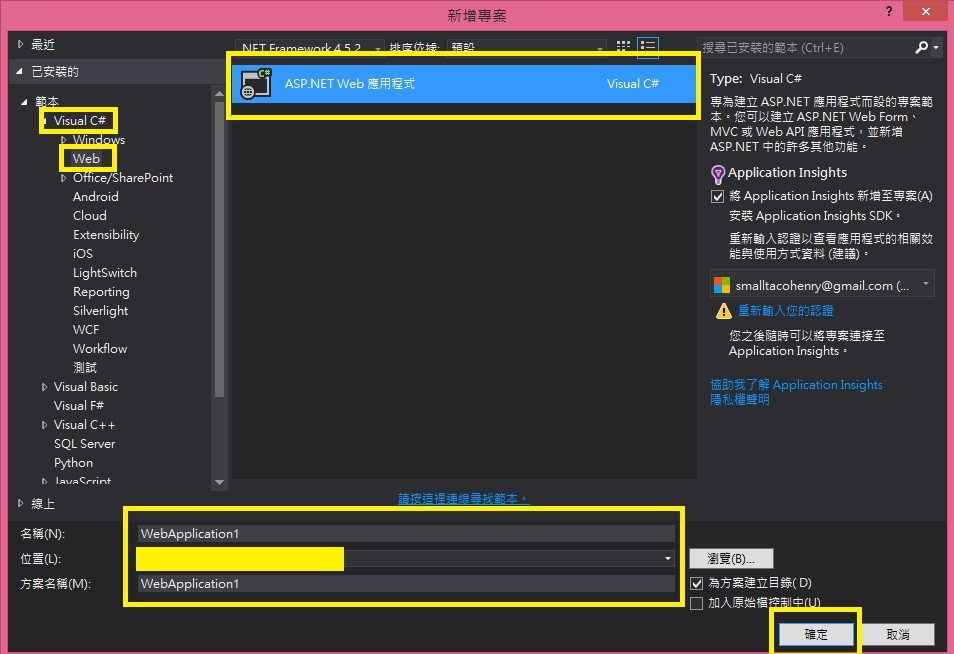 新增專案
?
最近
.NET Framework 4.5.2
排序依據:
預設
搜尋已安裝的範本 (Ctrl+E)
已安裝的
範本
Visual C#
Windows
Web
Office/SharePoint
Android
Cloud
Extensibility
iOS
LightSwitch
Reporting
Silverlight
WCF
Workflow
測試
Visual Basic
Visual F#
Visual C++
SQL Server
Python
JavaScript
線上
C#
ASP.NET Web 應用程式
Visual C#
請按這裡連線尋找範本。
Type: Visual C#
專為建立 ASP.NET 應用程式而設的專案範
本。您可以建立 ASP.NET Web Form、
MVC 或 Web API 應用程式，並新增
ASP.NET 中的許多其他功能。
Application Insights
將 Application Insights 新增至專案(A)
安裝 Application Insights SDK。
重新輸入認證以查看應用程式的相關效
能與使用方式資料 (建議)。
smalltacohenry@gmail.com (...
重新輸入您的認證
您之後隨時可以將專案連接至
Application Insights。
協助我了解 Application Insights
隱私權聲明
名稱(N):
WebApplication1
位置(L):
瀏覽(B)...
方案名稱(M):
WebApplication1
為方案建立目錄( D)
加入原始檔控制中(U)
確定
取消